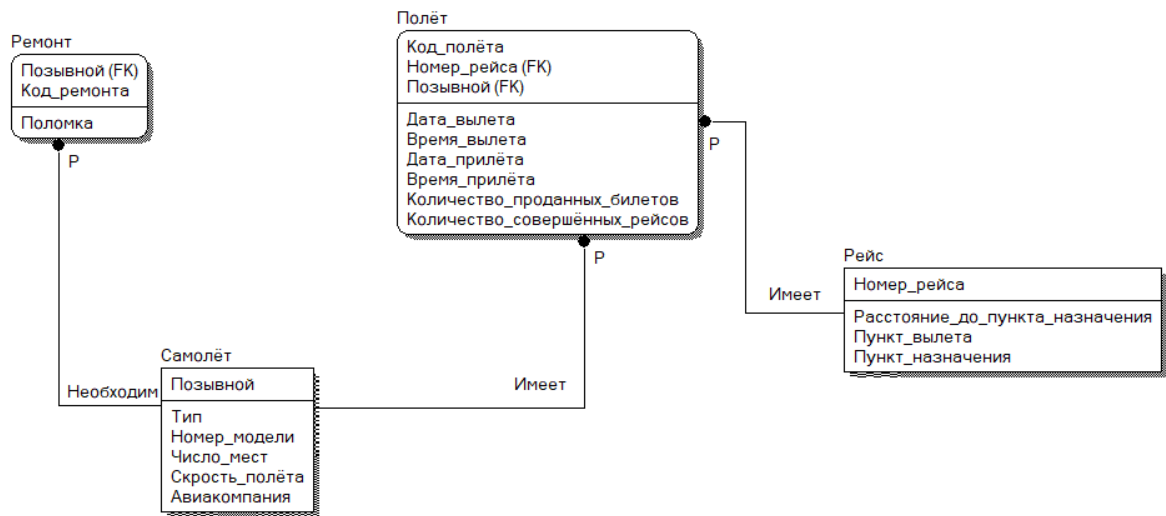 Ремонт
Позывной (FK)
Код_ремонта
Поломка
P
Полёт
Код_полёта
Номер_рейса (FK)
Позывной (FK)
Дата_вылета
Время_вылета
Дата_прилёта
Время_прилёта
Количество_проданных_билетов
Количество_совершённых_рейсов
P
P
Имеет
Рейс
Номер_рейса
Расстояние_до_пункта_назначения
Пункт_вылета
Пункт_назначения
Необходим
Самолёт
Позывной
Тип
Номер_модели
Число_мест
Скрость_полёта
Авиакомпания
Имеет